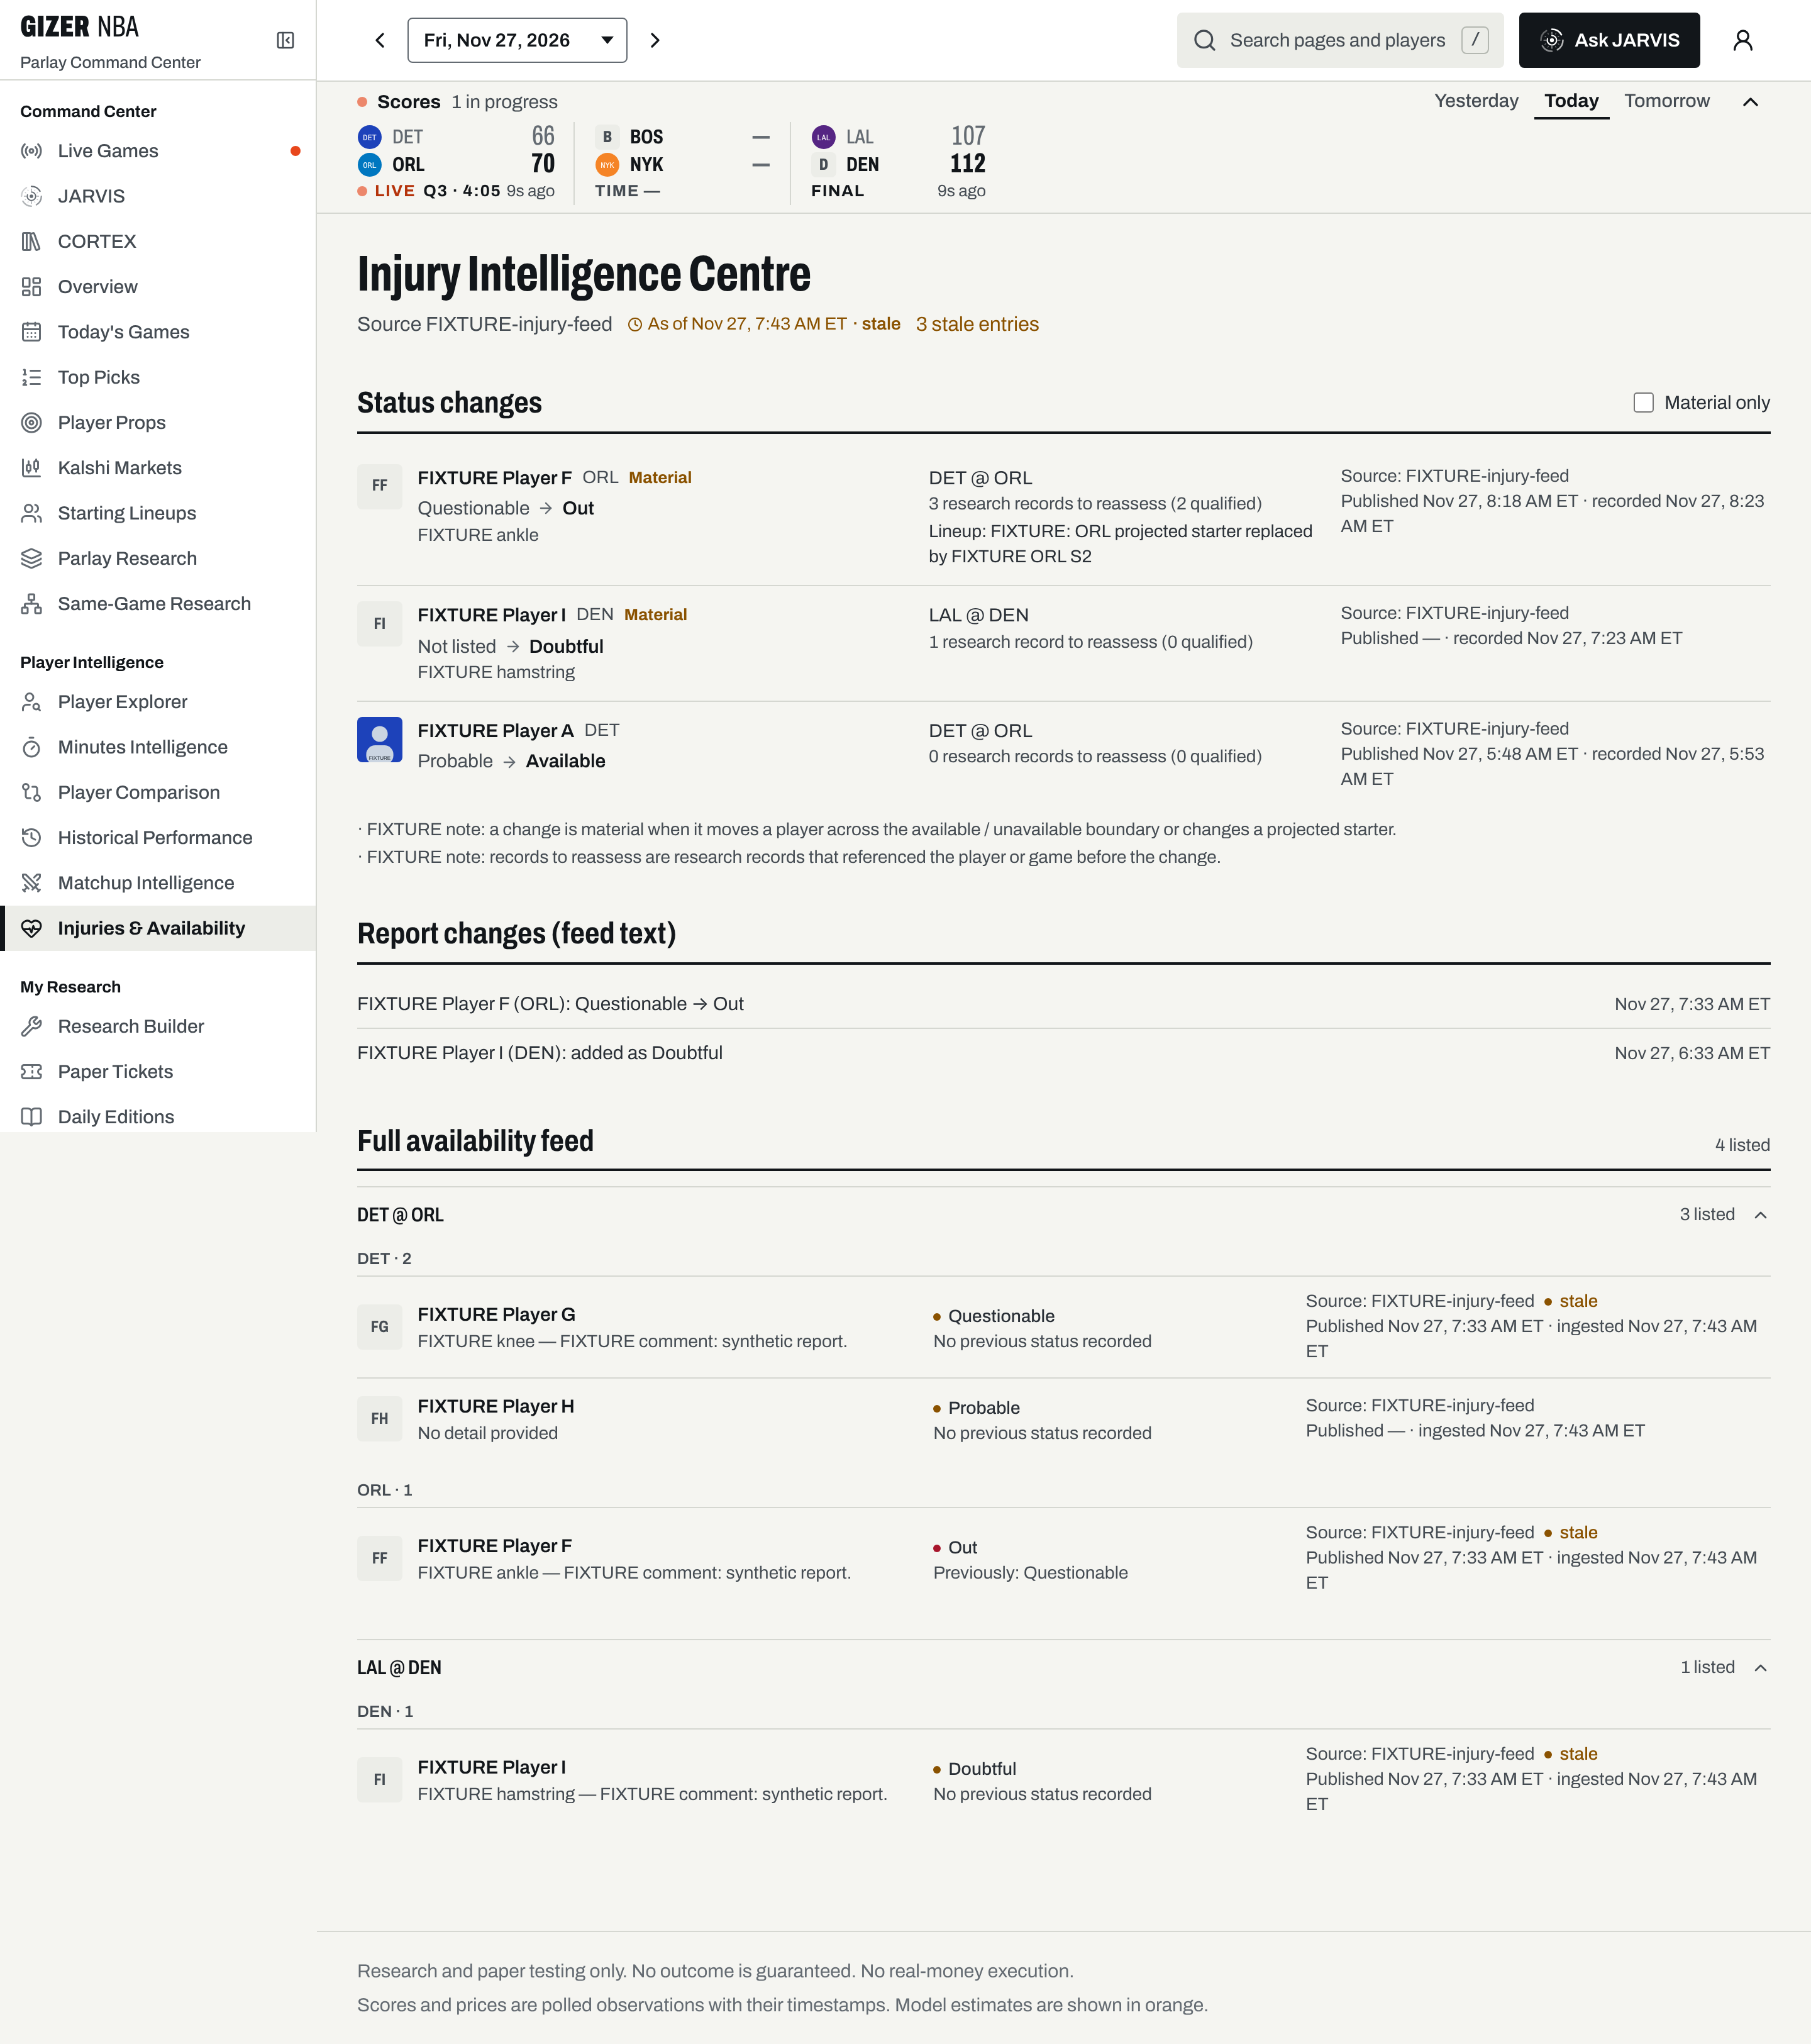 GIZER NBA
Parlay Command Center
Fri, Nov 27, 2026
Search pages and players /
Ask JARVIS
Command Center
Live Games
JARVIS
CORTEX
Overview
Today's Games
Top Picks
Player Props
Kalshi Markets
Starting Lineups
Parlay Research
Same-Game Research
Player Intelligence
Player Explorer
Minutes Intelligence
Player Comparison
Historical Performance
Matchup Intelligence
Injuries & Availability
My Research
Research Builder
Paper Tickets
Daily Editions
Scores 1 in progress
Yesterday Today Tomorrow
DET DET 66
ORL ORL 70
LIVE Q3 · 4:05 9s ago
B BOS —
NYK NYK —
TIME —
LAL LAL 107
D DEN 112
FINAL 9s ago
Injury Intelligence Centre
Source FIXTURE-injury-feed As of Nov 27, 7:43 AM ET · stale 3 stale entries
Status changes
Material only
FF
FIXTURE Player F ORL Material
Questionable → Out
FIXTURE ankle
DET @ ORL
3 research records to reassess (2 qualified)
Lineup: FIXTURE: ORL projected starter replaced
by FIXTURE ORL S2
Source: FIXTURE-injury-feed
Published Nov 27, 8:18 AM ET · recorded Nov 27, 8:23
AM ET
FI
FIXTURE Player I DEN Material
Not listed → Doubtful
FIXTURE hamstring
LAL @ DEN
1 research record to reassess (0 qualified)
Source: FIXTURE-injury-feed
Published — · recorded Nov 27, 7:23 AM ET
FIXTURE
FIXTURE Player A DET
Probable → Available
DET @ ORL
0 research records to reassess (0 qualified)
Source: FIXTURE-injury-feed
Published Nov 27, 5:48 AM ET · recorded Nov 27, 5:53
AM ET
· FIXTURE note: a change is material when it moves a player across the available / unavailable boundary or changes a projected starter.
· FIXTURE note: records to reassess are research records that referenced the player or game before the change.
Report changes (feed text)
FIXTURE Player F (ORL): Questionable → Out Nov 27, 7:33 AM ET
FIXTURE Player I (DEN): added as Doubtful Nov 27, 6:33 AM ET
Full availability feed 4 listed
DET @ ORL 3 listed
DET · 2
FG
FIXTURE Player G
FIXTURE knee — FIXTURE comment: synthetic report.
Questionable
No previous status recorded
Source: FIXTURE-injury-feed • stale
Published Nov 27, 7:33 AM ET · ingested Nov 27, 7:43 AM
ET
FH
FIXTURE Player H
No detail provided
Probable
No previous status recorded
Source: FIXTURE-injury-feed
Published — · ingested Nov 27, 7:43 AM ET
ORL · 1
FF
FIXTURE Player F
FIXTURE ankle — FIXTURE comment: synthetic report.
Out
Previously: Questionable
Source: FIXTURE-injury-feed • stale
Published Nov 27, 7:33 AM ET · ingested Nov 27, 7:43 AM
ET
LAL @ DEN 1 listed
DEN · 1
FI
FIXTURE Player I
FIXTURE hamstring — FIXTURE comment: synthetic report.
Doubtful
No previous status recorded
Source: FIXTURE-injury-feed • stale
Published Nov 27, 7:33 AM ET · ingested Nov 27, 7:43 AM
ET
Research and paper testing only. No outcome is guaranteed. No real-money execution.
Scores and prices are polled observations with their timestamps. Model estimates are shown in orange.